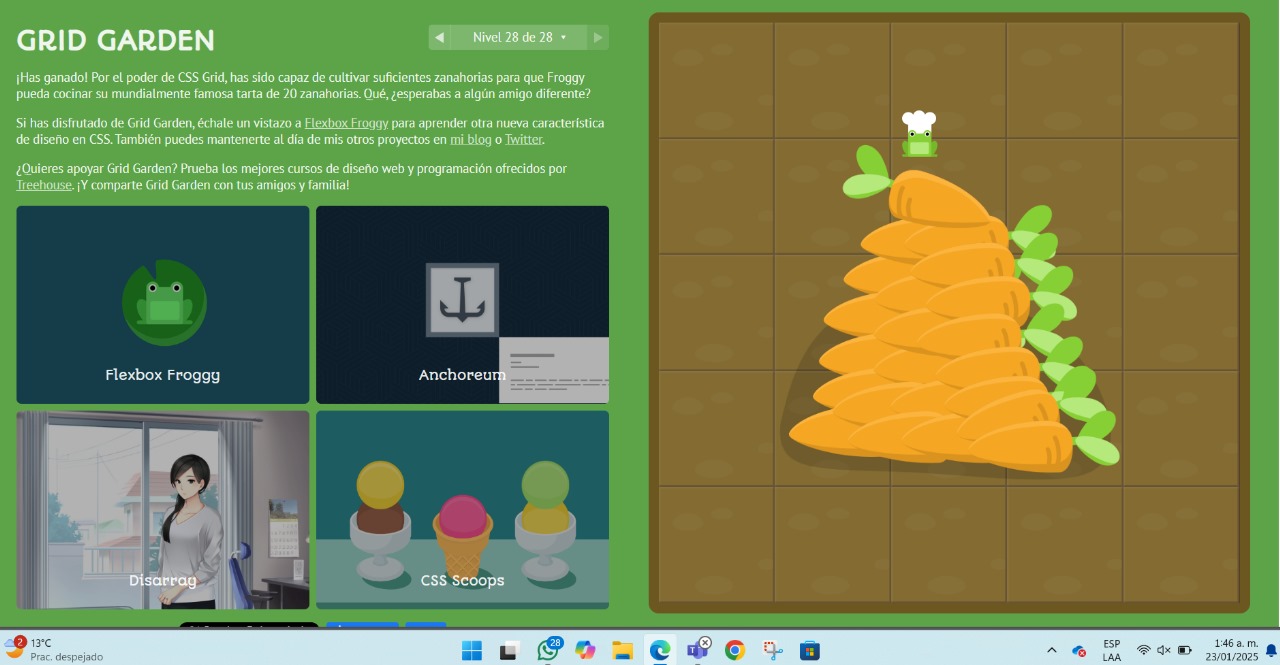 GRID GARDEN
◀ Nivel 28 de 28 ▾ ▶
¡Has ganado! Por el poder de CSS Grid, has sido capaz de cultivar suficientes zanahorias para que Froggy
pueda cocinar su mundialmente famosa tarta de 20 zanahorias. Qué, ¿esperabas a algún amigo diferente?
Si has disfrutado de Grid Garden, échale un vistazo a Flexbox Froggy para aprender otra nueva característica
de diseño en CSS. También puedes mantenerte al día de mis otros proyectos en mi blog o Twitter.
¿Quieres apoyar Grid Garden? Prueba los mejores cursos de diseño web y programación ofrecidos por
Treehouse. ¡Y comparte Grid Garden con tus amigos y familia!
Flexbox Froggy
Anchoreum
Disarray
CSS Scoops
2
13°C
Prac. despejado
28
ESP
LAA
1:46 a. m.
23/01/2025